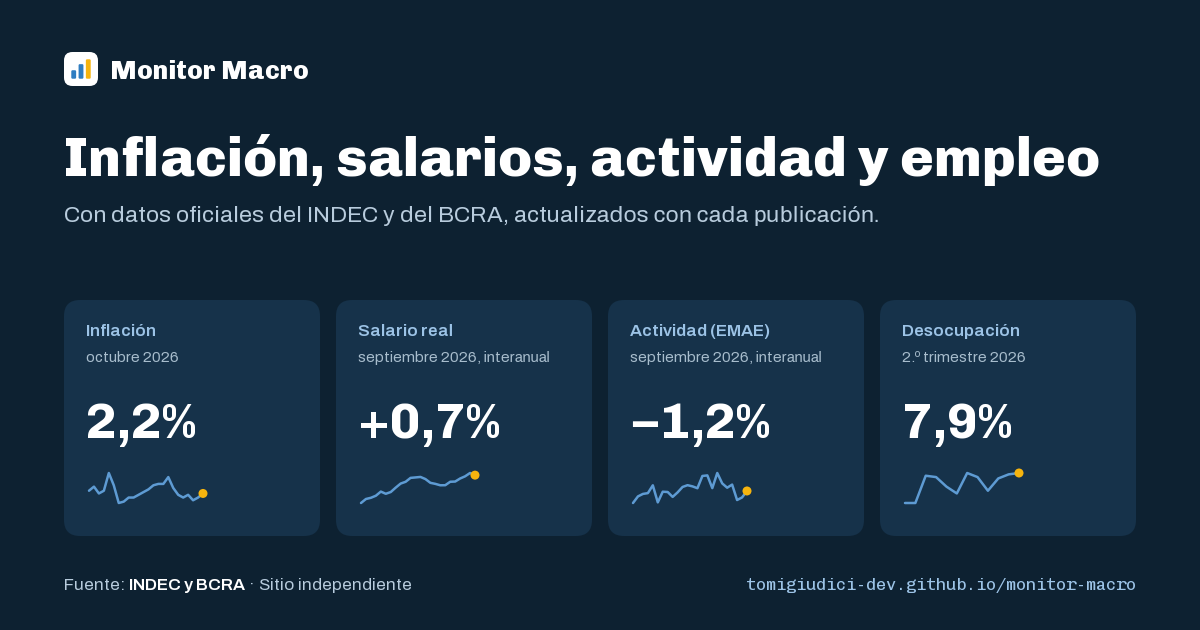 Monitor Macro
Inflación, salarios, actividad y empleo
Con datos oficiales del INDEC y del BCRA, actualizados con cada publicación.
Inflación
octubre 2026
2,2%
Salario real
septiembre 2026, interanual
+0,7%
Actividad (EMAE)
septiembre 2026, interanual
−1,2%
Desocupación
2.º trimestre 2026
7,9%
Fuente: INDEC y BCRA · Sitio independiente
tomigiudici-dev.github.io/monitor-macro